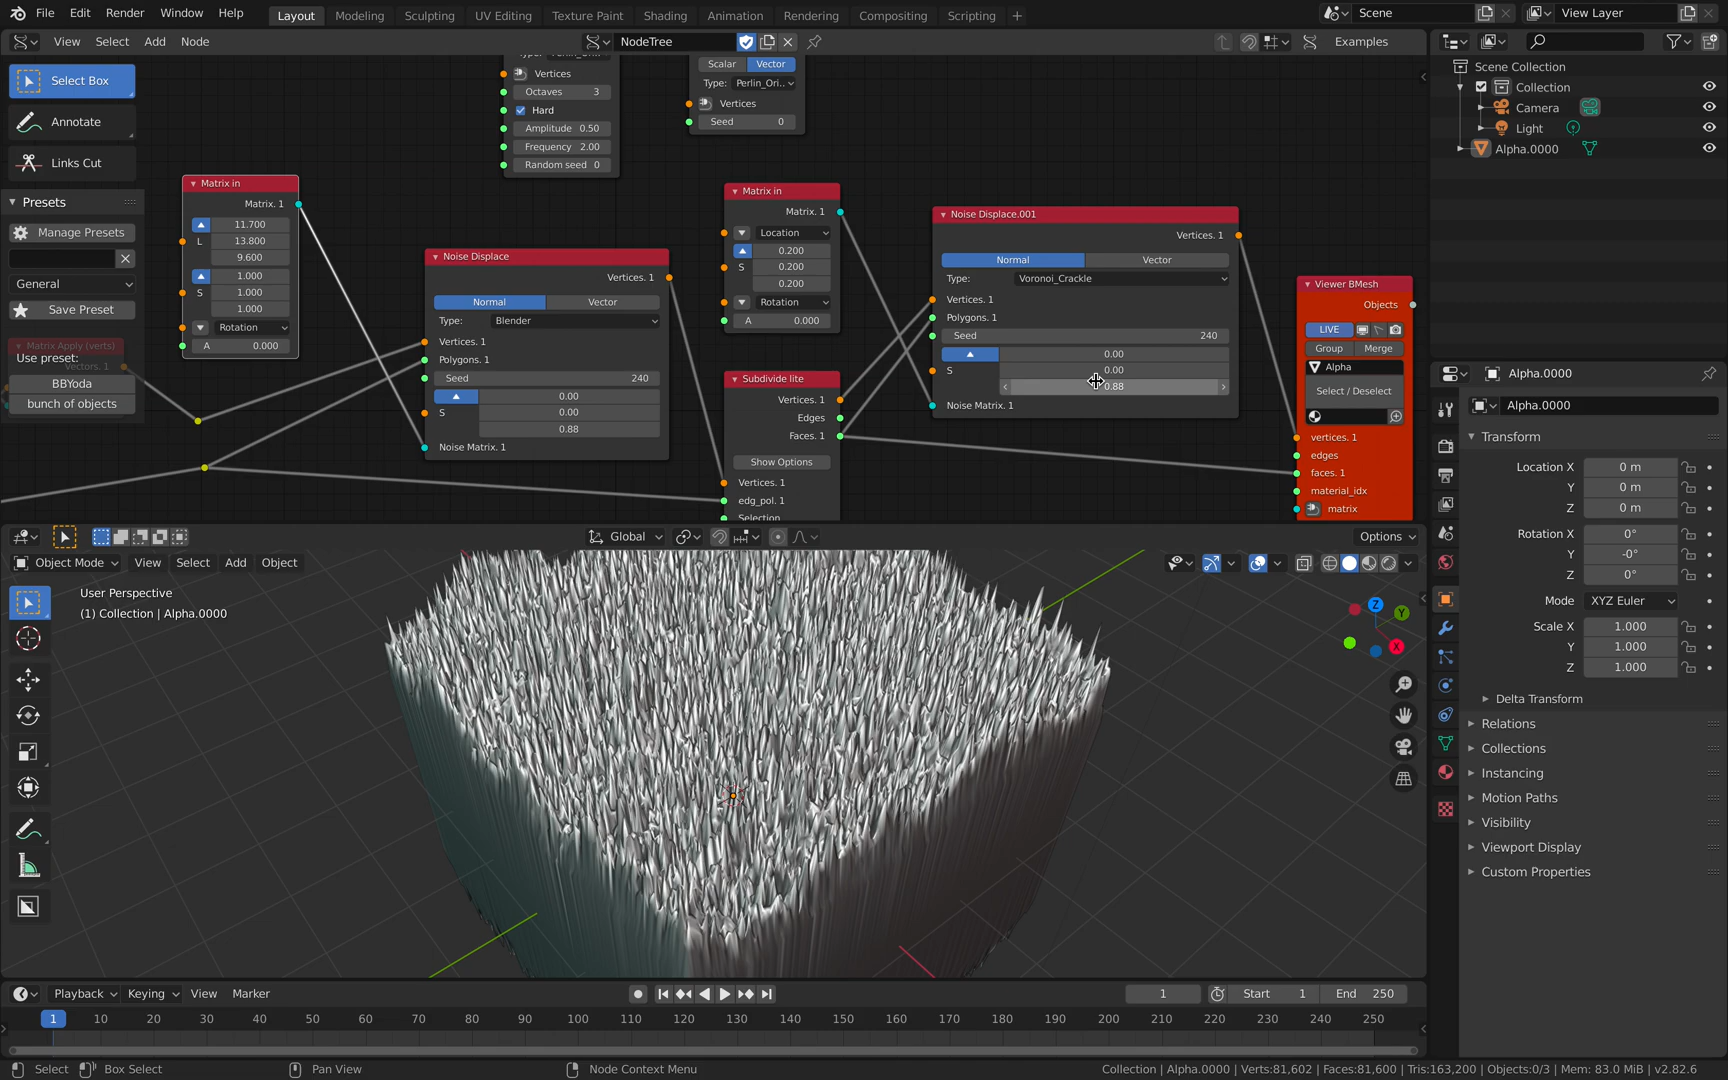 File Edit Render Window Help Layout Modeling Sculpting UV Editing Texture Paint Shading Animation Rendering Compositing Scripting + Scene View Layer
View Select Add Node NodeTree Examples
Select Box
Annotate
Links Cut
Presets
Manage Presets
General
Save Preset
Matrix Apply (verts)
Use preset:
Vectors. 1
BBYoda
bunch of objects
Matrix in
Matrix. 1
11.700
L 13.800
9.600
1.000
S 1.000
1.000
Rotation
A 0.000
Vertices
Octaves 3
Hard
Amplitude 0.50
Frequency 2.00
Random seed 0
Scalar Vector
Type: Perlin_Ori..
Vertices
Seed 0
Noise Displace
Vertices. 1
Normal Vector
Type: Blender
Vertices. 1
Polygons. 1
Seed 240
0.00
S 0.00
0.88
Noise Matrix. 1
Matrix in
Matrix. 1
Location
0.200
S 0.200
0.200
Rotation
A 0.000
Subdivide lite
Vertices. 1
Edges
Faces. 1
Show Options
Vertices. 1
edg_pol. 1
Selection
Noise Displace.001
Vertices. 1
Normal Vector
Type: Voronoi_Crackle
Vertices. 1
Polygons. 1
Seed 240
0.00
S 0.00
0.88
Noise Matrix. 1
Viewer BMesh
Objects
LIVE
Group Merge
Alpha
Select / Deselect
vertices. 1
edges
faces. 1
material_idx
matrix
Global Options
Object Mode View Select Add Object
User Perspective
(1) Collection | Alpha.0000
Z
Y
X
Scene Collection
Collection
Camera
Light
Alpha.0000
Alpha.0000
Alpha.0000
Transform
Location X 0 m
Y 0 m
Z 0 m
Rotation X 0°
Y -0°
Z 0°
Mode XYZ Euler
Scale X 1.000
Y 1.000
Z 1.000
Delta Transform
Relations
Collections
Instancing
Motion Paths
Visibility
Viewport Display
Custom Properties
Playback Keying View Marker 1 Start 1 End 250
1 10 20 30 40 50 60 70 80 90 100 110 120 130 140 150 160 170 180 190 200 210 220 230 240 250
Select Box Select Pan View Node Context Menu Collection | Alpha.0000 | Verts:81,602 | Faces:81,600 | Tris:163,200 | Objects:0/3 | Mem: 83.0 MiB | v2.82.6